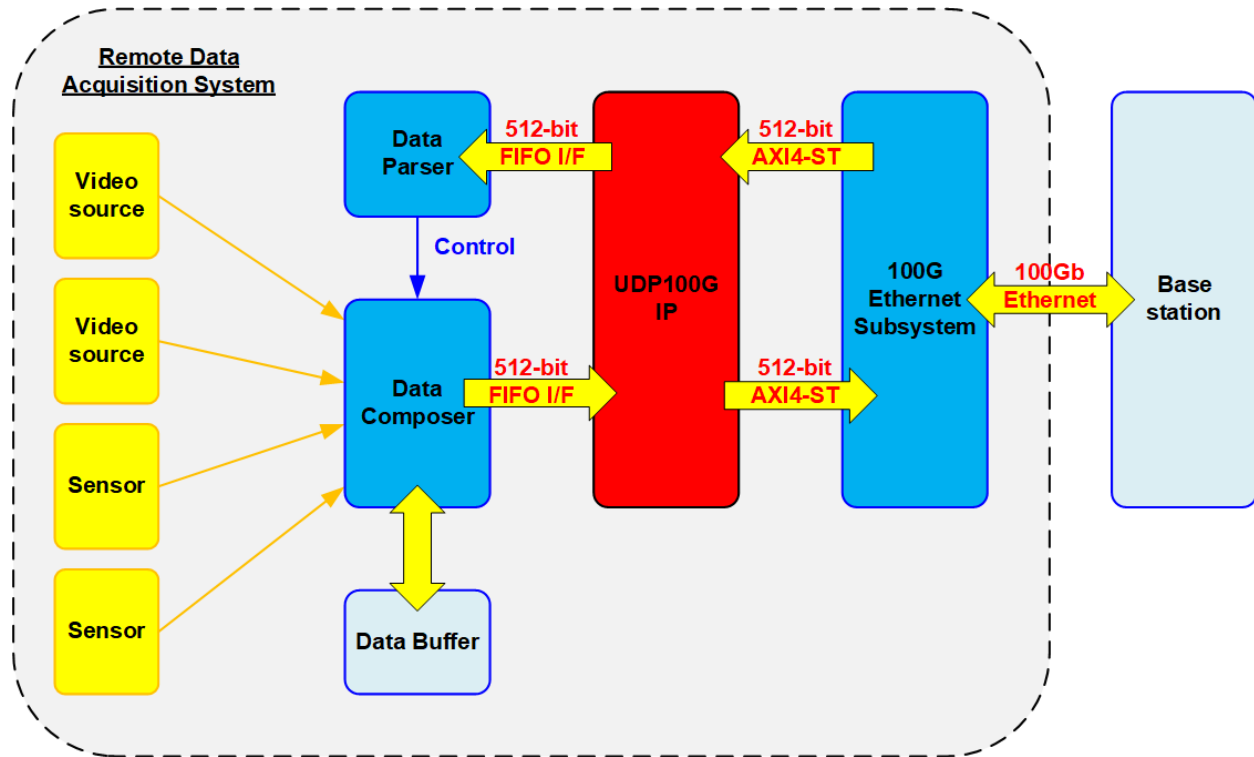 Remote Data
Acquisition System
Video
source
Video
source
Sensor
Sensor
Data
Parser
Control
Data
Composer
Data Buffer
512-bit
FIFO I/F
512-bit
FIFO I/F
UDP100G
IP
512-bit
AXI4-ST
512-bit
AXI4-ST
100G
Ethernet
Subsystem
100Gb
Ethernet
Base
station